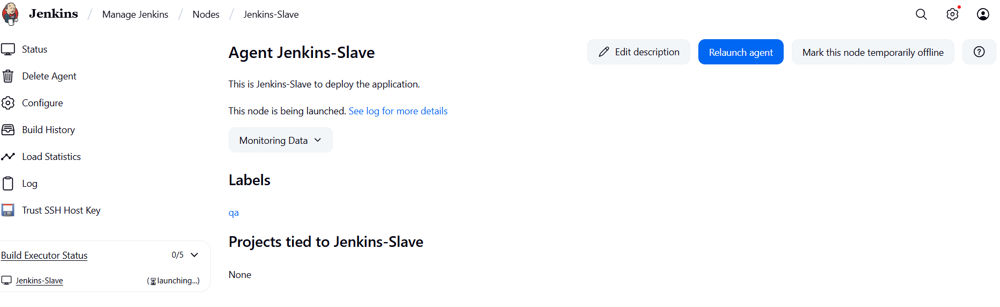 Jenkins / Manage Jenkins / Nodes / Jenkins-Slave
Status
Delete Agent
Configure
Build History
Load Statistics
Log
Trust SSH Host Key
Build Executor Status 0/5
Jenkins-Slave (launching...)
Agent Jenkins-Slave
Edit description
Relaunch agent
Mark this node temporarily offline
This is Jenkins-Slave to deploy the application.
This node is being launched. See log for more details
Monitoring Data
Labels
qa
Projects tied to Jenkins-Slave
None